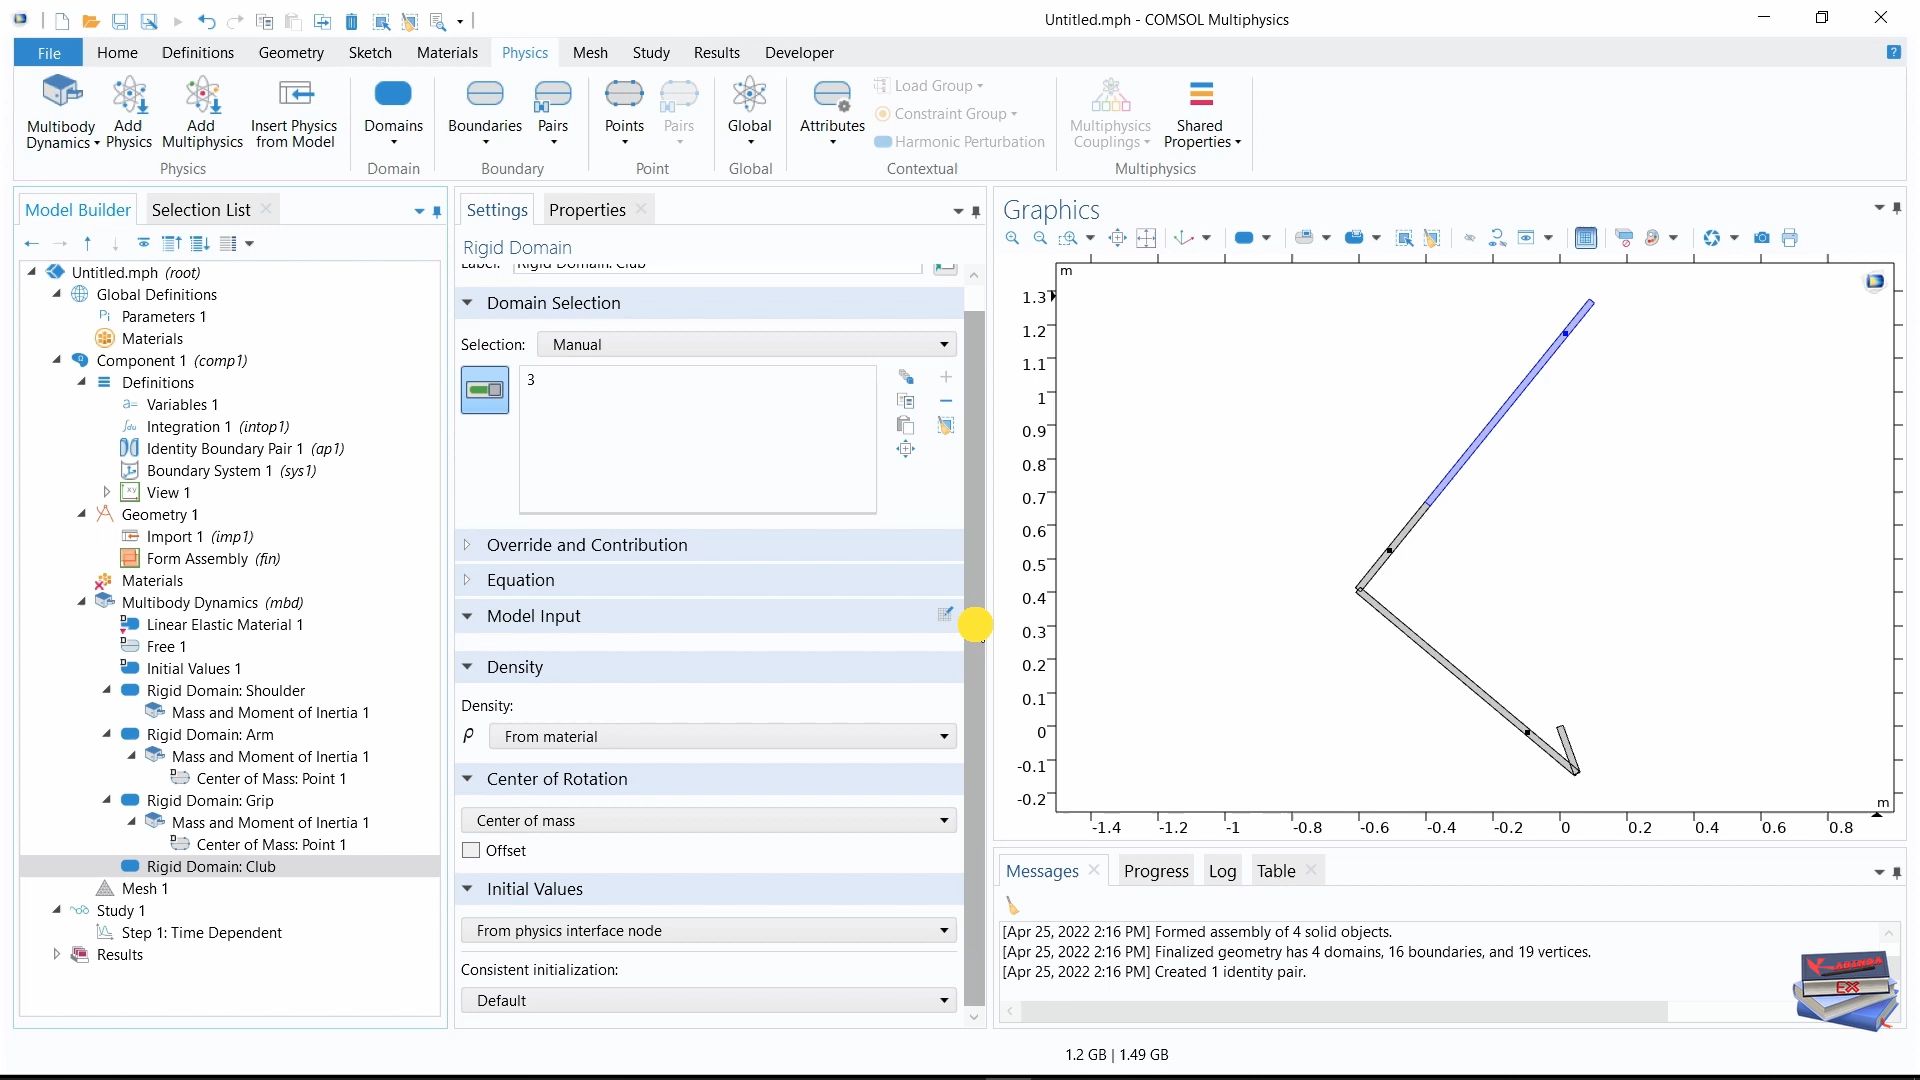 Untitled.mph - COMSOL Multiphysics
File Home Definitions Geometry Sketch Materials Physics Mesh Study Results Developer
Multibody Dynamics
Add Physics
Add Multiphysics
Insert Physics from Model
Physics
Domains
Domain
Boundaries
Pairs
Boundary
Points
Pairs
Point
Global
Global
Attributes
Load Group
Constraint Group
Harmonic Perturbation
Contextual
Multiphysics Couplings
Shared Properties
Multiphysics
Model Builder
Selection List
Untitled.mph (root)
Global Definitions
Pi Parameters 1
Materials
Component 1 (comp1)
Definitions
a= Variables 1
Integration 1 (intop1)
Identity Boundary Pair 1 (ap1)
Boundary System 1 (sys1)
View 1
Geometry 1
Import 1 (imp1)
Form Assembly (fin)
Materials
Multibody Dynamics (mbd)
Linear Elastic Material 1
Free 1
Initial Values 1
Rigid Domain: Shoulder
Mass and Moment of Inertia 1
Rigid Domain: Arm
Mass and Moment of Inertia 1
Center of Mass: Point 1
Rigid Domain: Grip
Mass and Moment of Inertia 1
Center of Mass: Point 1
Rigid Domain: Club
Mesh 1
Study 1
Step 1: Time Dependent
Results
Settings
Properties
Rigid Domain
Label: Rigid Domain: Club
Domain Selection
Selection: Manual
3
Override and Contribution
Equation
Model Input
Density
Density:
ρ From material
Center of Rotation
Center of mass
Offset
Initial Values
From physics interface node
Consistent initialization:
Default
Graphics
m
1.3
1.2
1.1
1
0.9
0.8
0.7
0.6
0.5
0.4
0.3
0.2
0.1
0
-0.1
-0.2
m
-1.4 -1.2 -1 -0.8 -0.6 -0.4 -0.2 0 0.2 0.4 0.6 0.8
Messages Progress Log Table
[Apr 25, 2022 2:16 PM] Formed assembly of 4 solid objects.
[Apr 25, 2022 2:16 PM] Finalized geometry has 4 domains, 16 boundaries, and 19 vertices.
[Apr 25, 2022 2:16 PM] Created 1 identity pair.
EX
1.2 GB | 1.49 GB